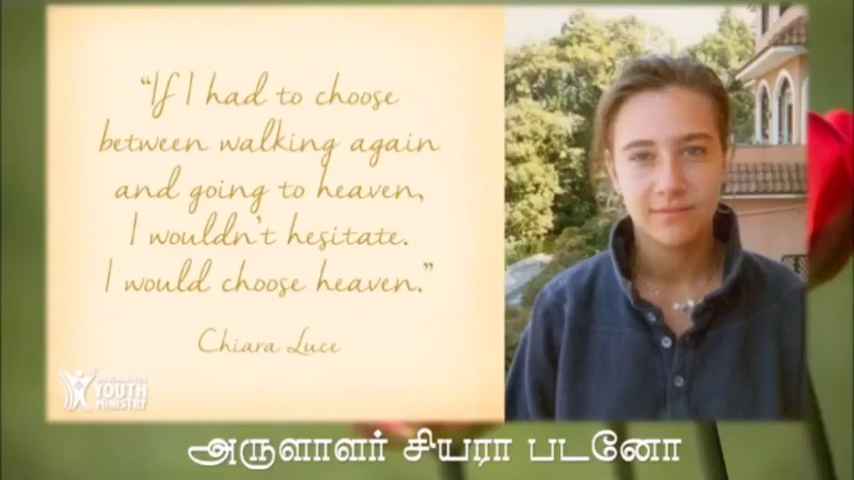 “If I had to choose
between walking again
and going to heaven,
I wouldn't hesitate.
I would choose heaven.”
Chiara Luce
YOUTH
MINISTRY
அருளாளர் சியரா படனோ